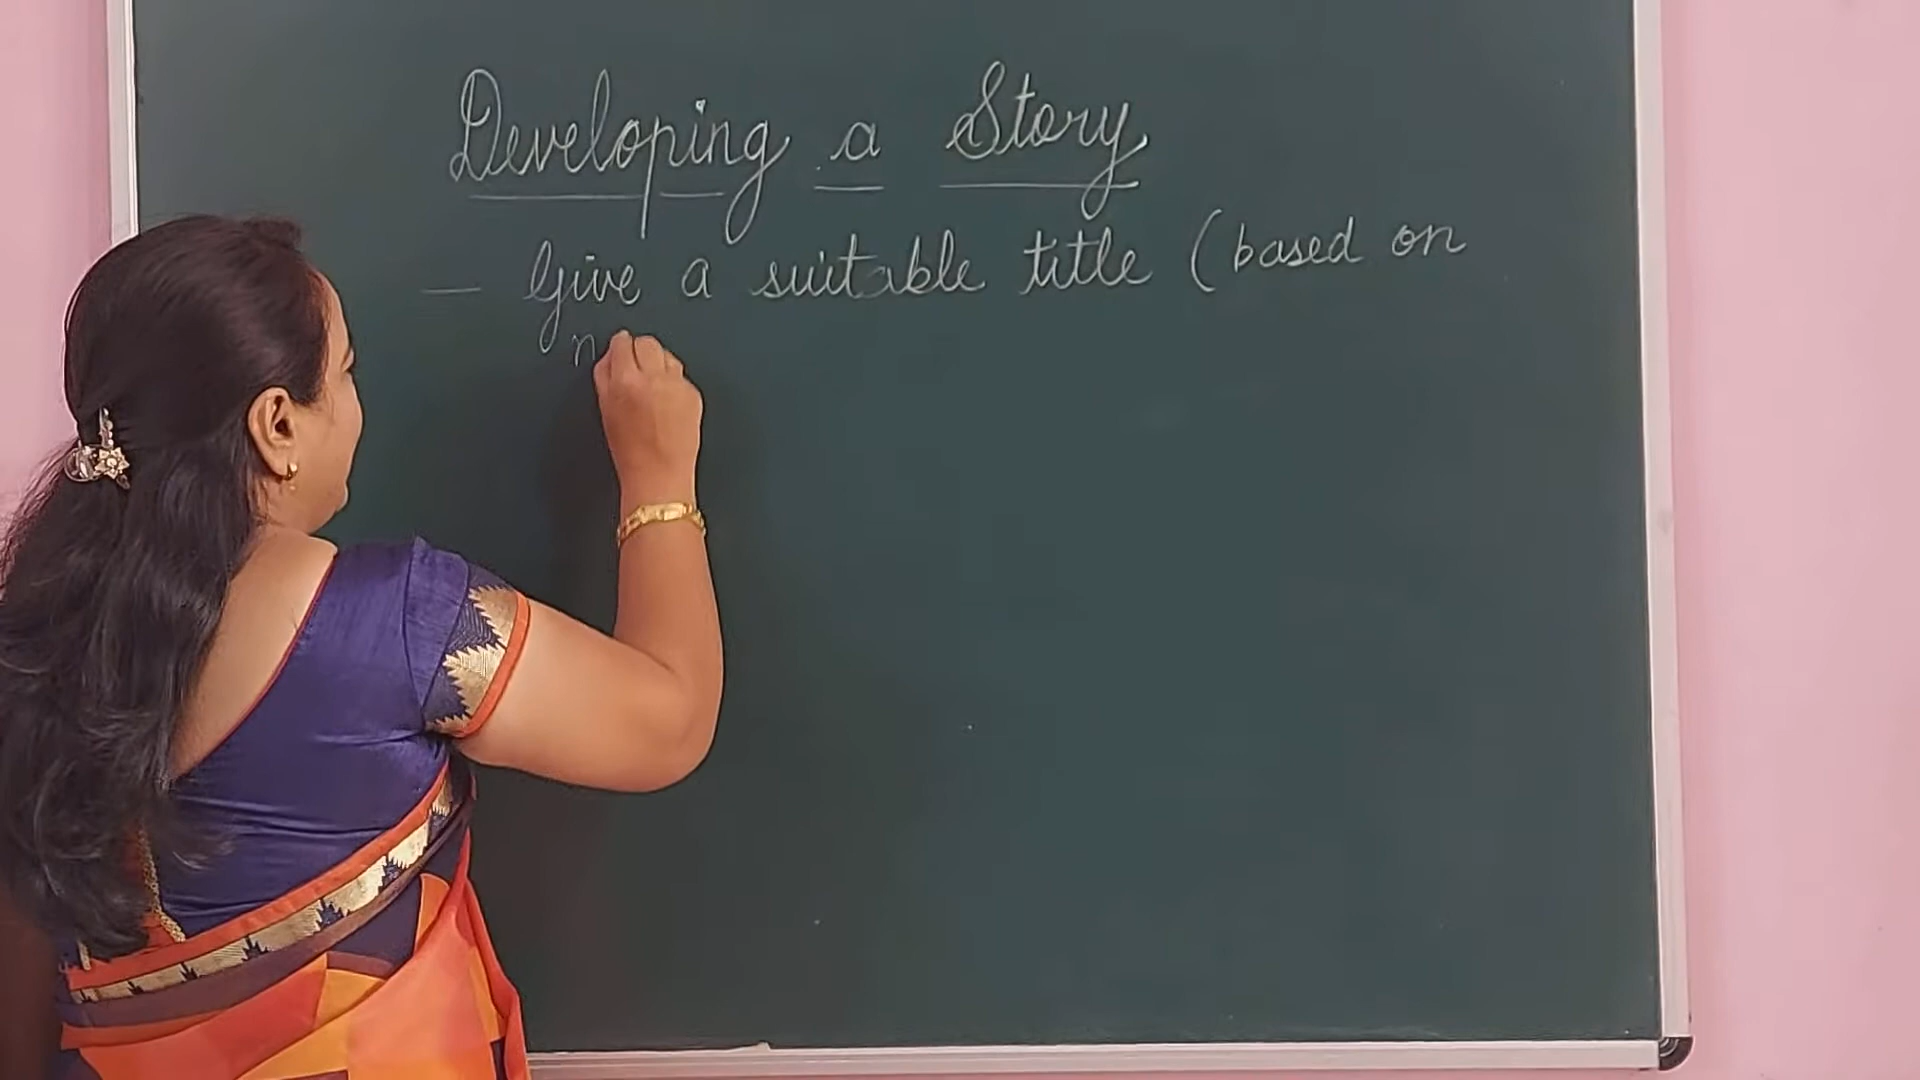 Developing a Story
— Give a suitable title (based on